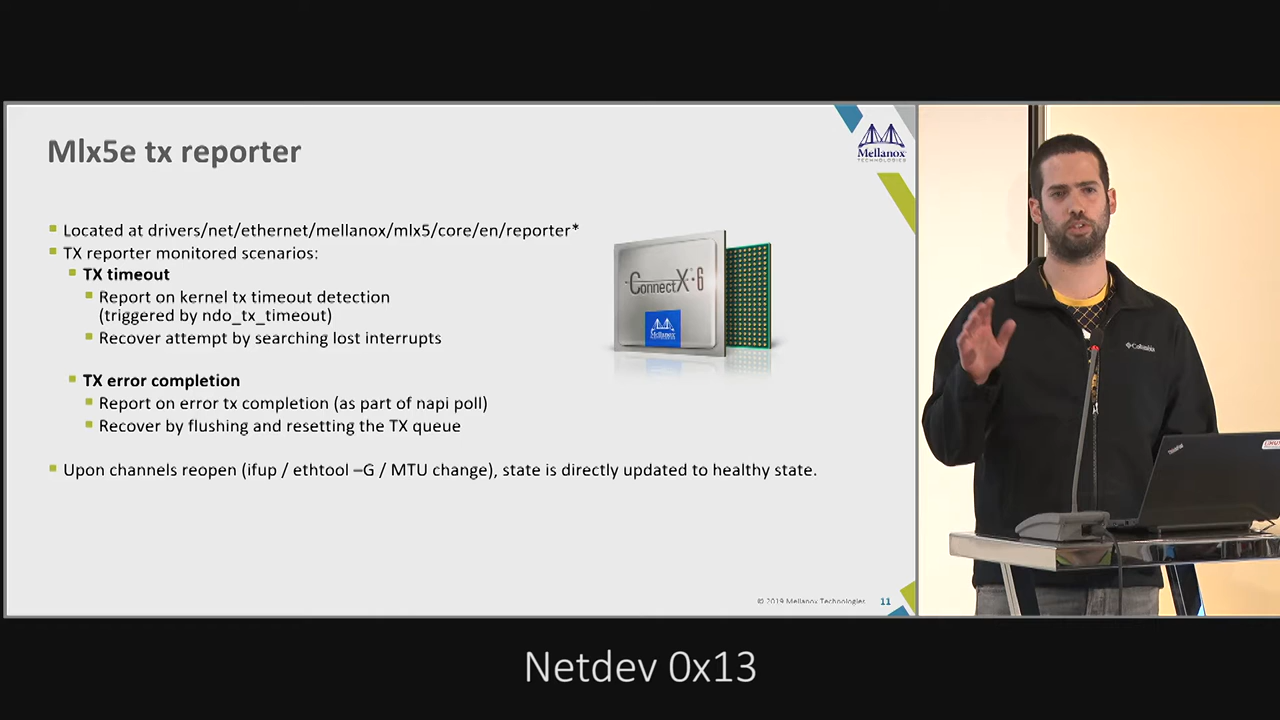 Mlx5e tx reporter
Mellanox
TECHNOLOGIES
Located at drivers/net/ethernet/mellanox/mlx5/core/en/reporter*
TX reporter monitored scenarios:
TX timeout
Report on kernel tx timeout detection
(triggered by ndo_tx_timeout)
Recover attempt by searching lost interrupts
TX error completion
Report on error tx completion (as part of napi poll)
Recover by flushing and resetting the TX queue
Upon channels reopen (ifup / ethtool –G / MTU change), state is directly updated to healthy state.
ConnectX·6
Mellanox
© 2019 Mellanox Technologies
11
Columbia
ThinkPad
Netdev 0x13